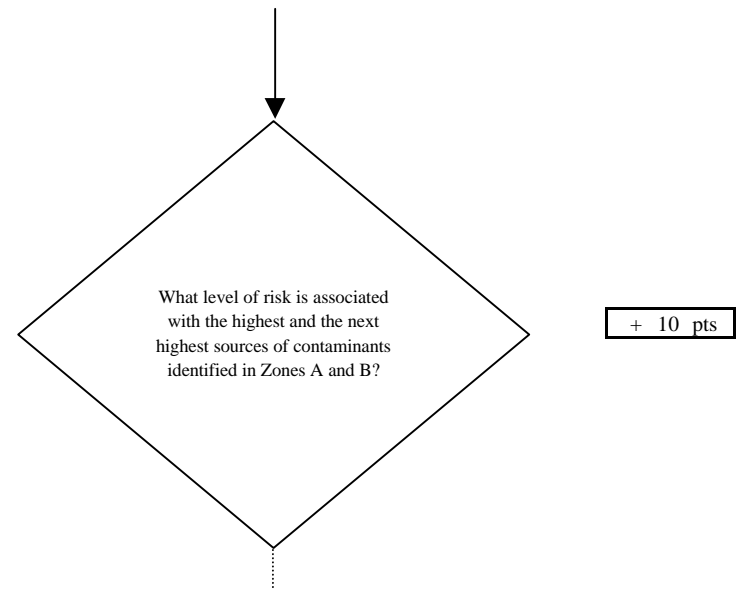 What level of risk is associated
with the highest and the next
highest sources of contaminants
identified in Zones A and B?
+ 10 pts